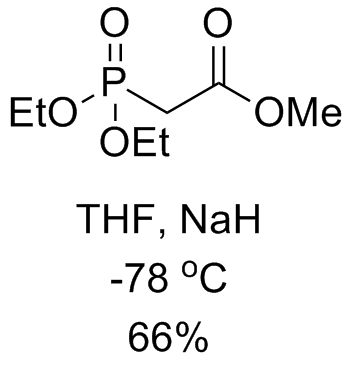 O O
P
EtO OMe
OEt
THF, NaH
-78 ºC
66%